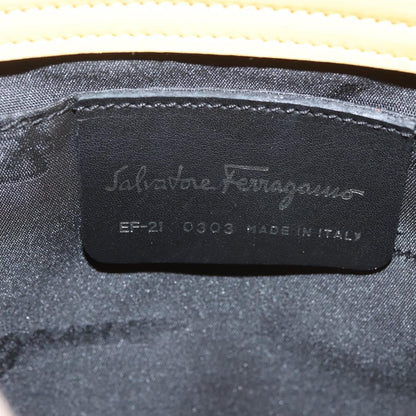 Salvatore Ferragamo
EF-21 0303 MADE IN ITALY